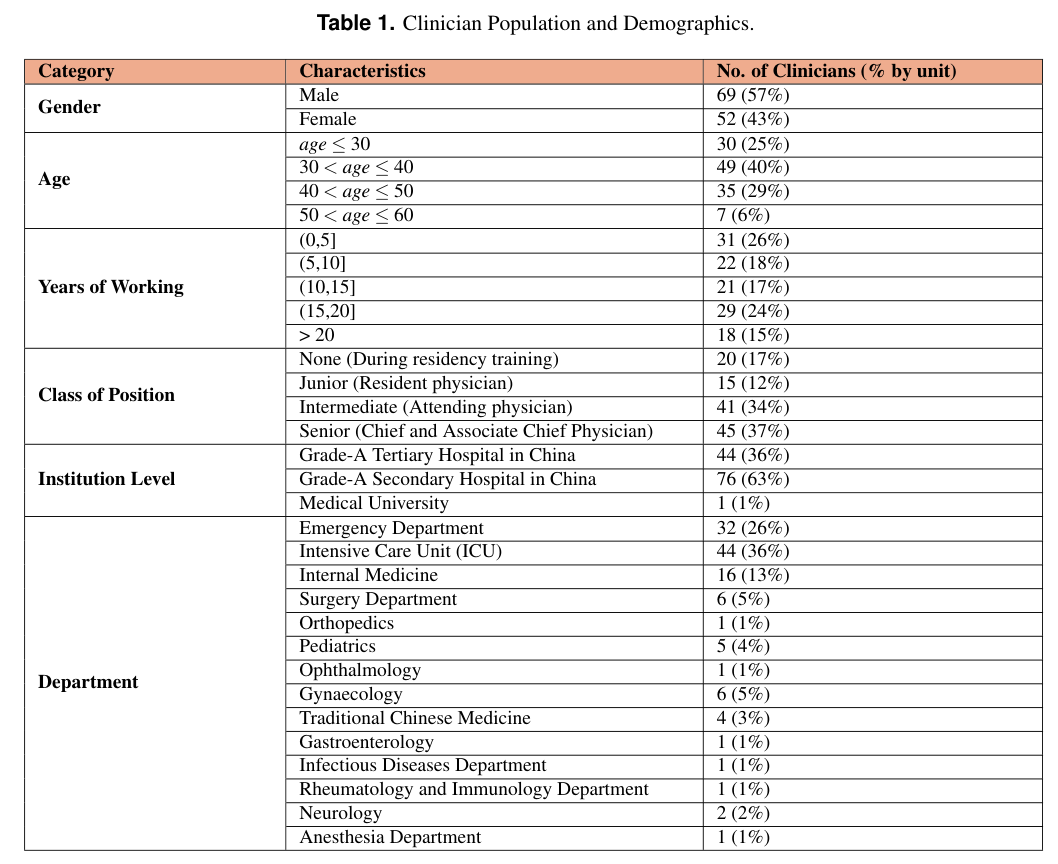 Table 1. Clinician Population and Demographics.
Category Characteristics No. of Clinicians (% by unit)
Gender Male 69 (57%)
Female 52 (43%)
Age age ≤ 30 30 (25%)
30 < age ≤ 40 49 (40%)
40 < age ≤ 50 35 (29%)
50 < age ≤ 60 7 (6%)
Years of Working (0,5] 31 (26%)
(5,10] 22 (18%)
(10,15] 21 (17%)
(15,20] 29 (24%)
> 20 18 (15%)
Class of Position None (During residency training) 20 (17%)
Junior (Resident physician) 15 (12%)
Intermediate (Attending physician) 41 (34%)
Senior (Chief and Associate Chief Physician) 45 (37%)
Institution Level Grade-A Tertiary Hospital in China 44 (36%)
Grade-A Secondary Hospital in China 76 (63%)
Medical University 1 (1%)
Department Emergency Department 32 (26%)
Intensive Care Unit (ICU) 44 (36%)
Internal Medicine 16 (13%)
Surgery Department 6 (5%)
Orthopedics 1 (1%)
Pediatrics 5 (4%)
Ophthalmology 1 (1%)
Gynaecology 6 (5%)
Traditional Chinese Medicine 4 (3%)
Gastroenterology 1 (1%)
Infectious Diseases Department 1 (1%)
Rheumatology and Immunology Department 1 (1%)
Neurology 2 (2%)
Anesthesia Department 1 (1%)